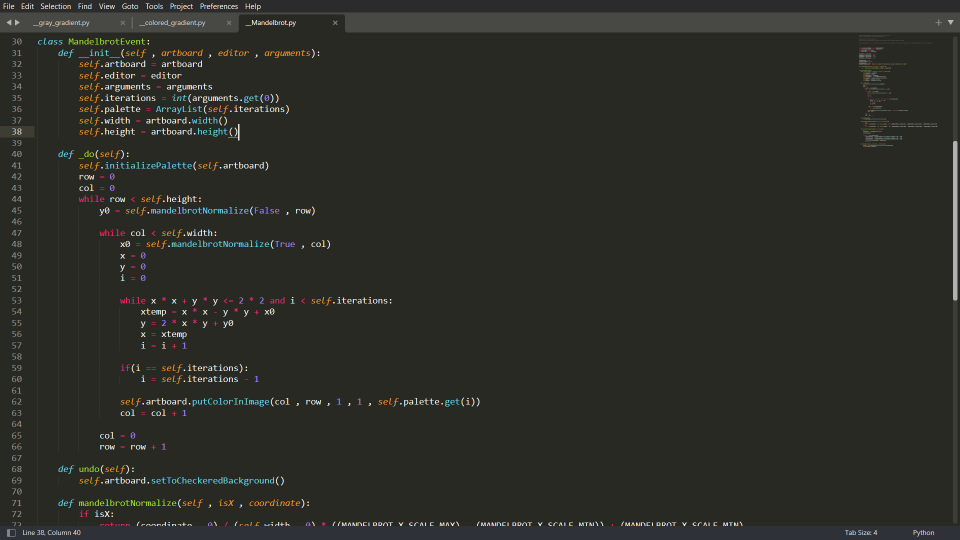 File Edit Selection Find View Goto Tools Project Preferences Help
__gray_gradient.py × __colored_gradient.py × __Mandelbrot.py ×
30 class MandelbrotEvent:
31     def __init__(self , artboard , editor , arguments):
32         self.artboard = artboard
33         self.editor = editor
34         self.arguments = arguments
35         self.iterations = int(arguments.get(0))
36         self.palette = ArrayList(self.iterations)
37         self.width = artboard.width()
38         self.height = artboard.height()
39
40     def _do(self):
41         self.initializePalette(self.artboard)
42         row = 0
43         col = 0
44         while row < self.height:
45             y0 = self.mandelbrotNormalize(False , row)
46
47             while col < self.width:
48                 x0 = self.mandelbrotNormalize(True , col)
49                 x = 0
50                 y = 0
51                 i = 0
52
53                 while x * x + y * y <= 2 * 2 and i < self.iterations:
54                     xtemp = x * x - y * y + x0
55                     y = 2 * x * y + y0
56                     x = xtemp
57                     i = i + 1
58
59                 if(i == self.iterations):
60                     i = self.iterations - 1
61
62                 self.artboard.putColorInImage(col , row , 1 , 1 , self.palette.get(i))
63                 col = col + 1
64
65             col = 0
66             row = row + 1
67
68     def undo(self):
69         self.artboard.setToCheckeredBackground()
70
71     def mandelbrotNormalize(self , isX , coordinate):
72         if isX:
73             return (coordinate - 0) / (self.width - 0) * ((MANDELBROT_X_SCALE_MAX) - (MANDELBROT_X_SCALE_MIN)) + (MANDELBROT_X_SCALE_MIN)
Line 38, Column 40 Tab Size: 4 Python